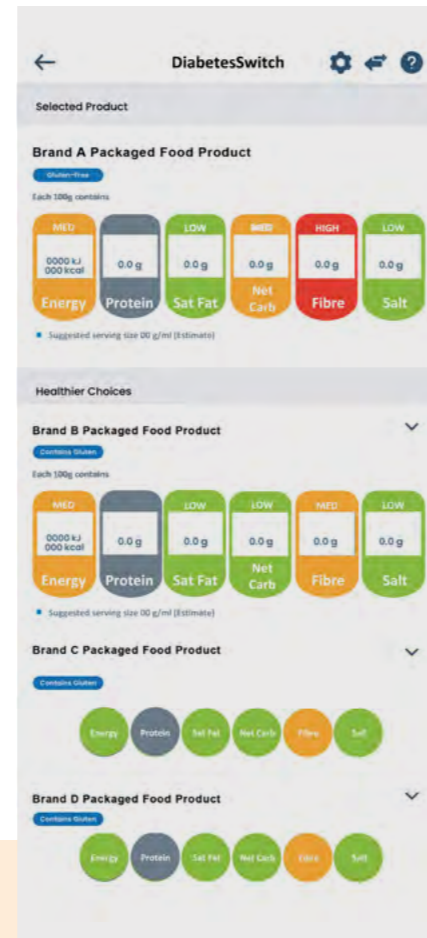 DiabetesSwitch
Selected Product
Brand A Packaged Food Product
Gluten-free
Each 100g contains
MED LOW MED HIGH LOW
0000 kJ
000 kcal 0.0 g 0.0 g 0.0 g 0.0 g 0.0 g
Energy Protein Sat Fat Net Carb Fibre Salt
Suggested serving size 00 g/ml (Estimate)
Healthier Choices
Brand B Packaged Food Product
Contains Gluten
Each 100g contains
MED LOW LOW MED LOW
0000 kJ
000 kcal 0.0 g 0.0 g 0.0 g 0.0 g 0.0 g
Energy Protein Sat Fat Net Carb Fibre Salt
Suggested serving size 00 g/ml (Estimate)
Brand C Packaged Food Product
Contains Gluten
Energy Protein Sat Fat Net Carb Fibre Salt
Brand D Packaged Food Product
Contains Gluten
Energy Protein Sat Fat Net Carb Fibre Salt